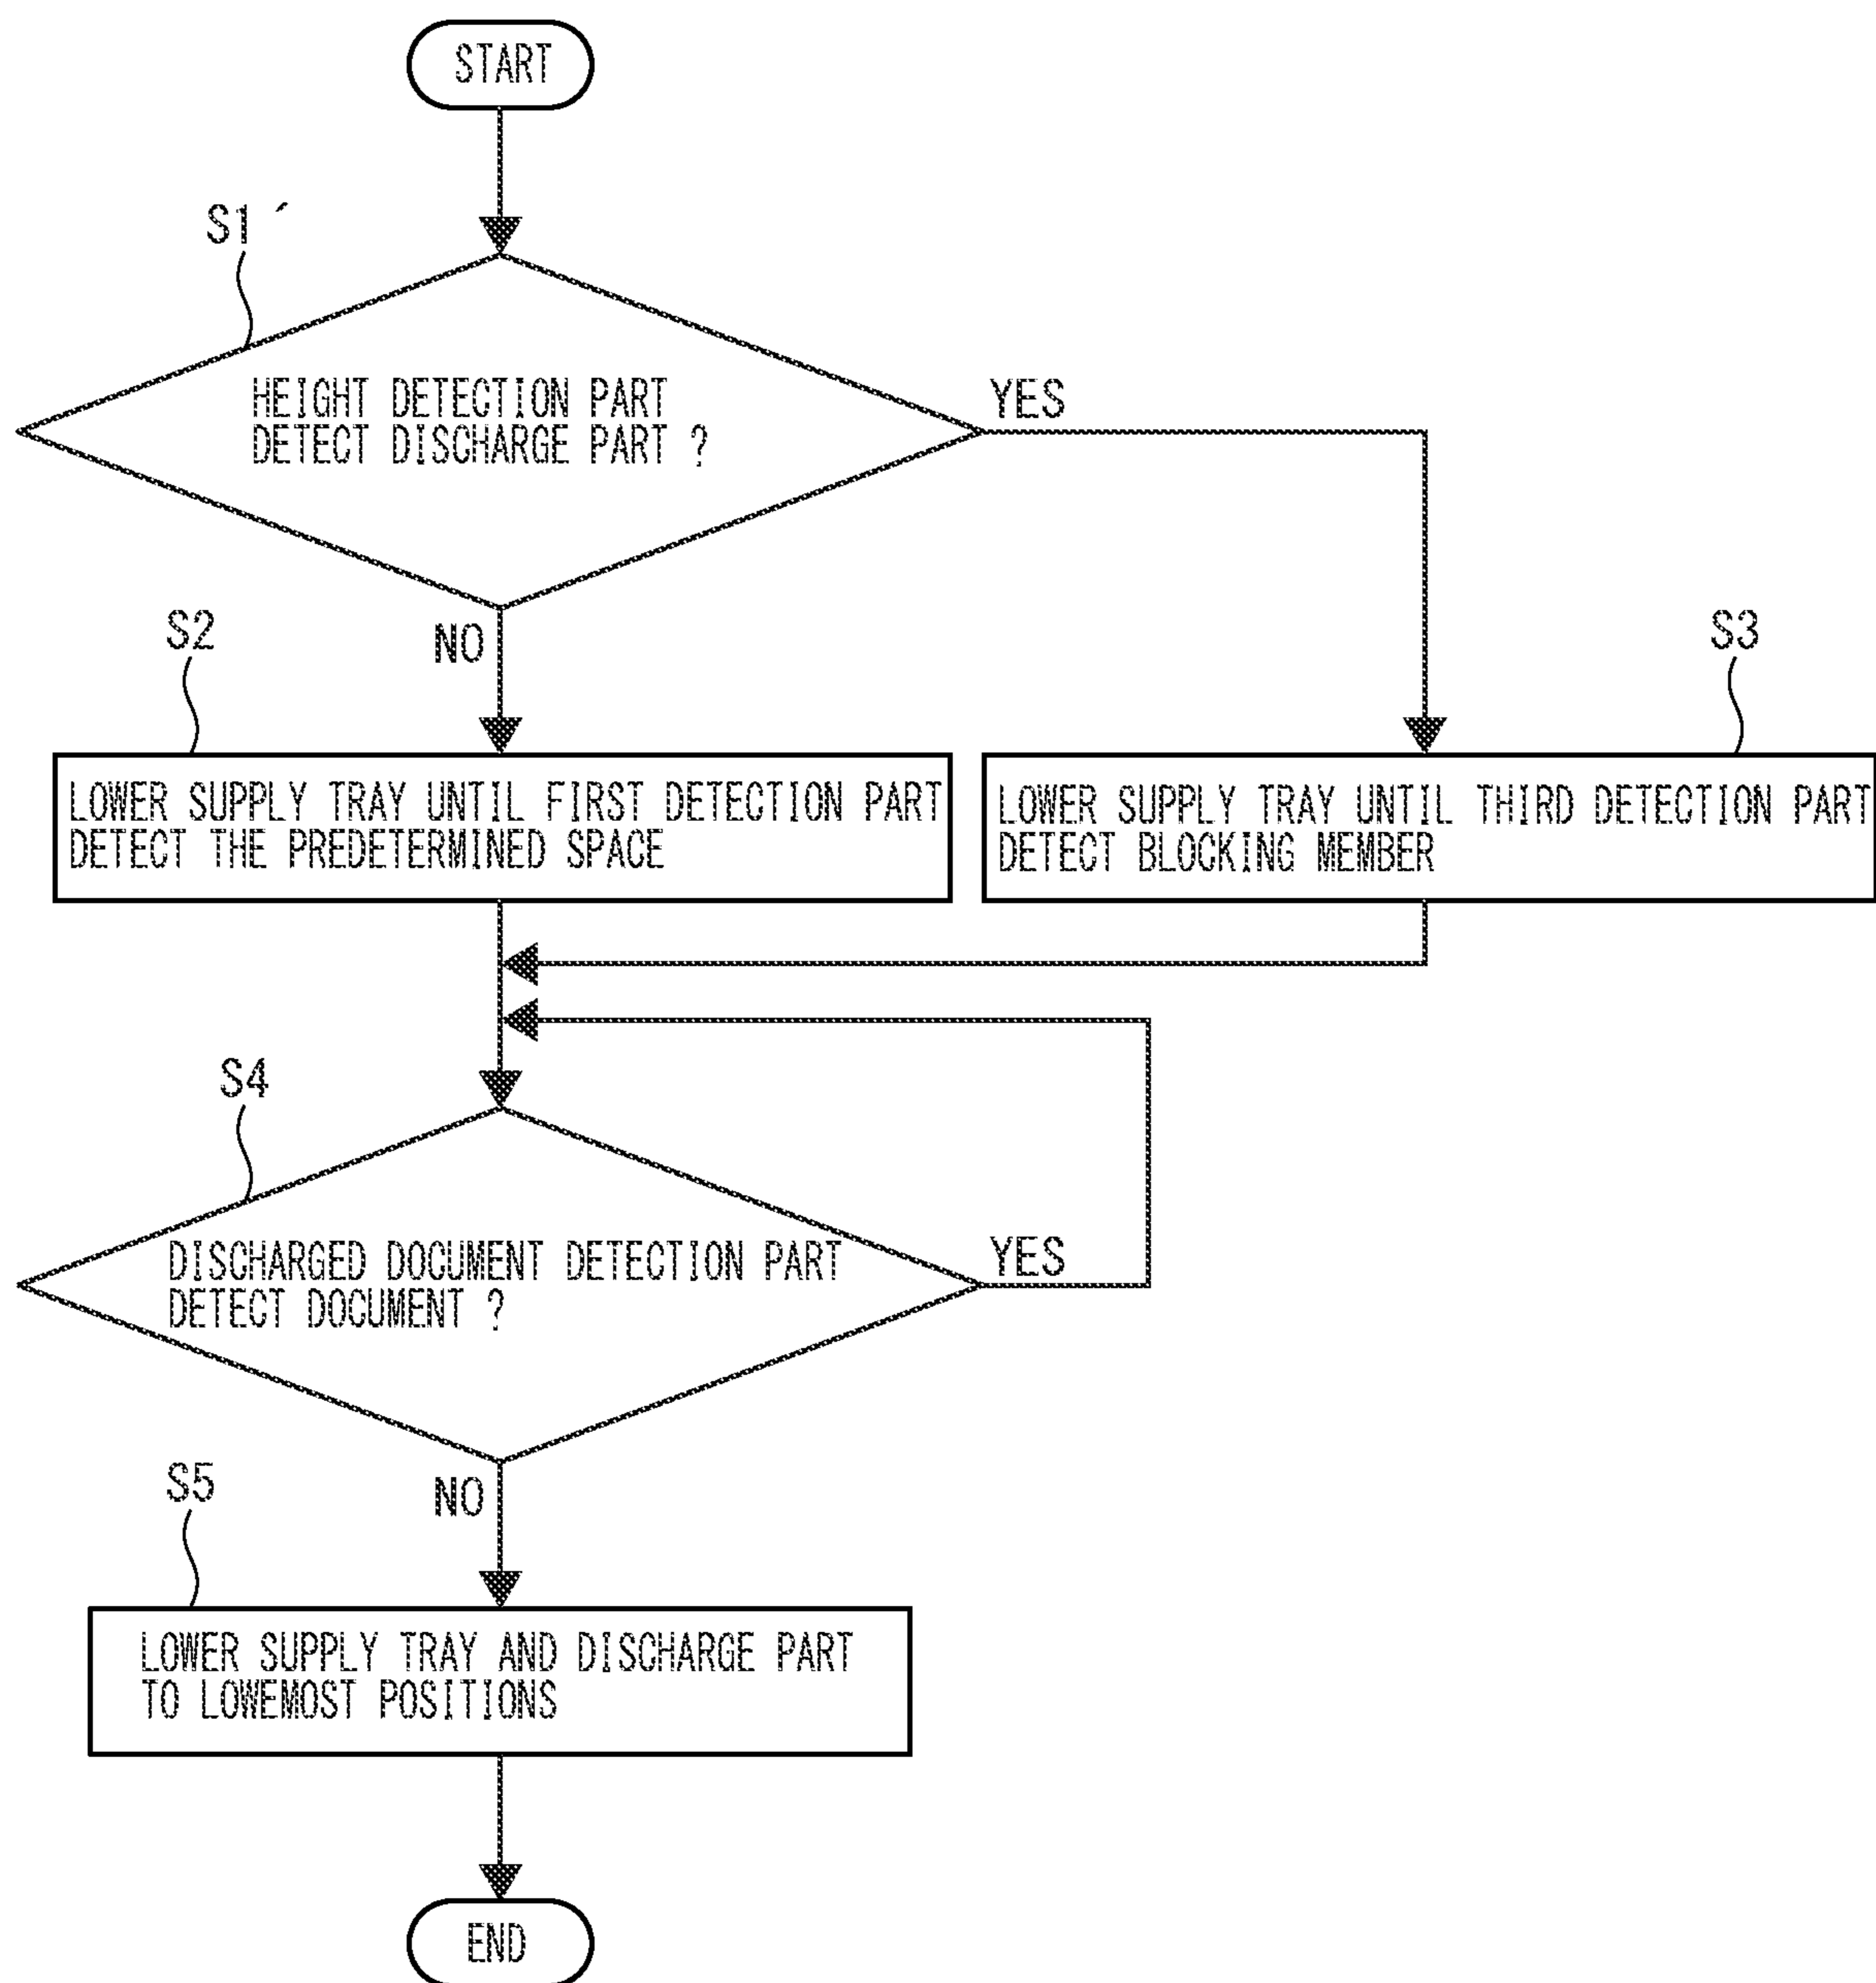 START
S1´
HEIGHT DETECTION PART
DETECT DISCHARGE PART ?
YES
NO
S2
S3
LOWER SUPPLY TRAY UNTIL FIRST DETECTION PART
DETECT THE PREDETERMINED SPACE
LOWER SUPPLY TRAY UNTIL THIRD DETECTION PART
DETECT BLOCKING MEMBER
S4
DISCHARGED DOCUMENT DETECTION PART
DETECT DOCUMENT ?
YES
NO
S5
LOWER SUPPLY TRAY AND DISCHARGE PART
TO LOWEMOST POSITIONS
END